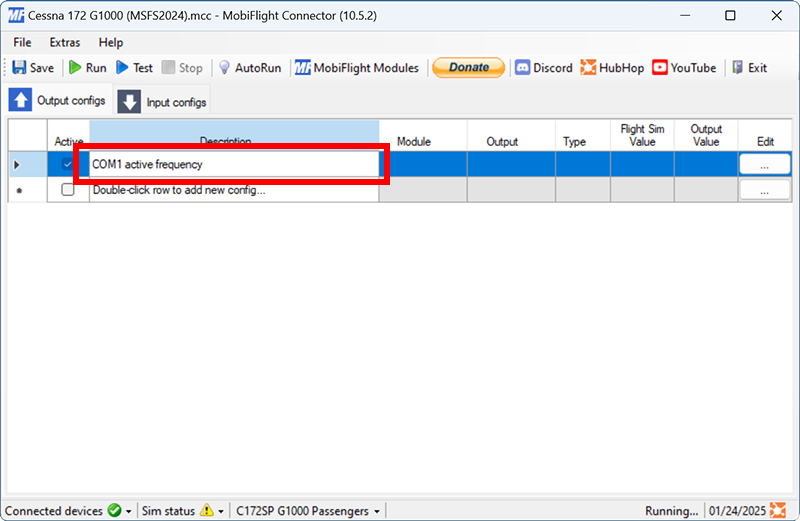 MF Cessna 172 G1000 (MSFS2024).mcc - MobiFlight Connector (10.5.2)
File Extras Help
Save Run Test Stop AutoRun MF MobiFlight Modules Donate Discord HubHop YouTube Exit
Output configs Input configs
Active Description Module Output Type Flight Sim Value Output Value Edit
COM1 active frequency ...
Double-click row to add new config... ...
Connected devices Sim status C172SP G1000 Passengers Running... 01/24/2025